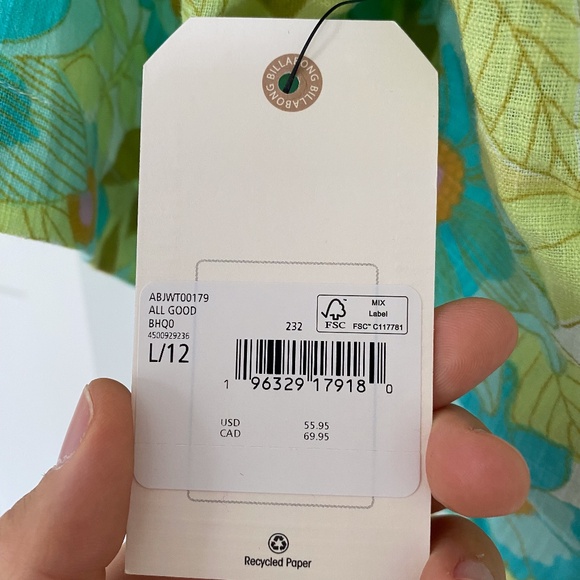 BILLABONG BILLABONG
ABJWT00179
ALL GOOD
BHQ0
4500929236
L/12
232
FSC
MIX
Label
FSC™ C117781
1 96329 17918 0
USD 55.95
CAD 69.95
Recycled Paper